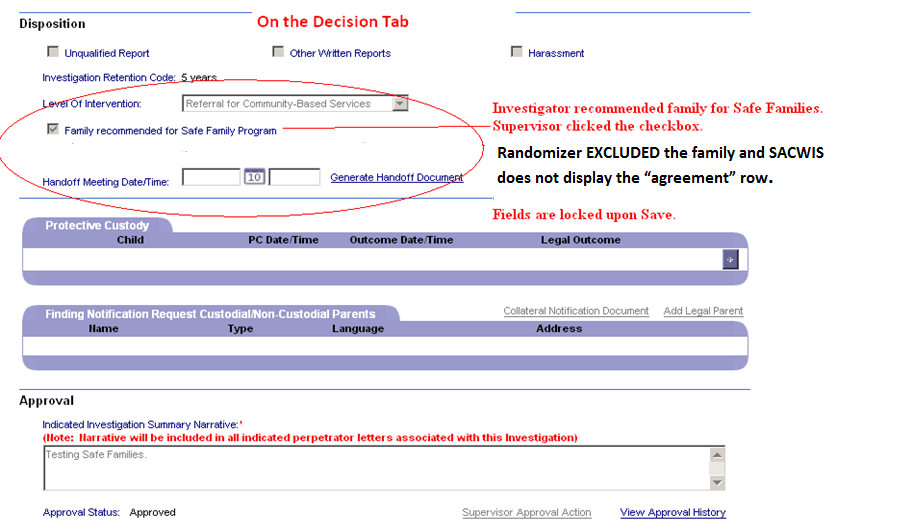 On the Decision Tab
Disposition
Unqualified Report Other Written Reports Harassment
Investigation Retention Code: 5 years
Level Of Intervention: Referral for Community-Based Services
Investigator recommended family for Safe Families.
Family recommended for Safe Family Program
Supervisor clicked the checkbox.
Randomizer EXCLUDED the family and SACWIS
does not display the “agreement” row.
Handoff Meeting Date/Time: 10 Generate Handoff Document
Fields are locked upon Save.
Protective Custody
Child PC Date/Time Outcome Date/Time Legal Outcome
Finding Notification Request Custodial/Non-Custodial Parents Collateral Notification Document Add Legal Parent
Name Type Language Address
Approval
Indicated Investigation Summary Narrative:*
(Note: Narrative will be included in all indicated perpetrator letters associated with this Investigation)
Testing Safe Families.
Approval Status: Approved Supervisor Approval Action View Approval History